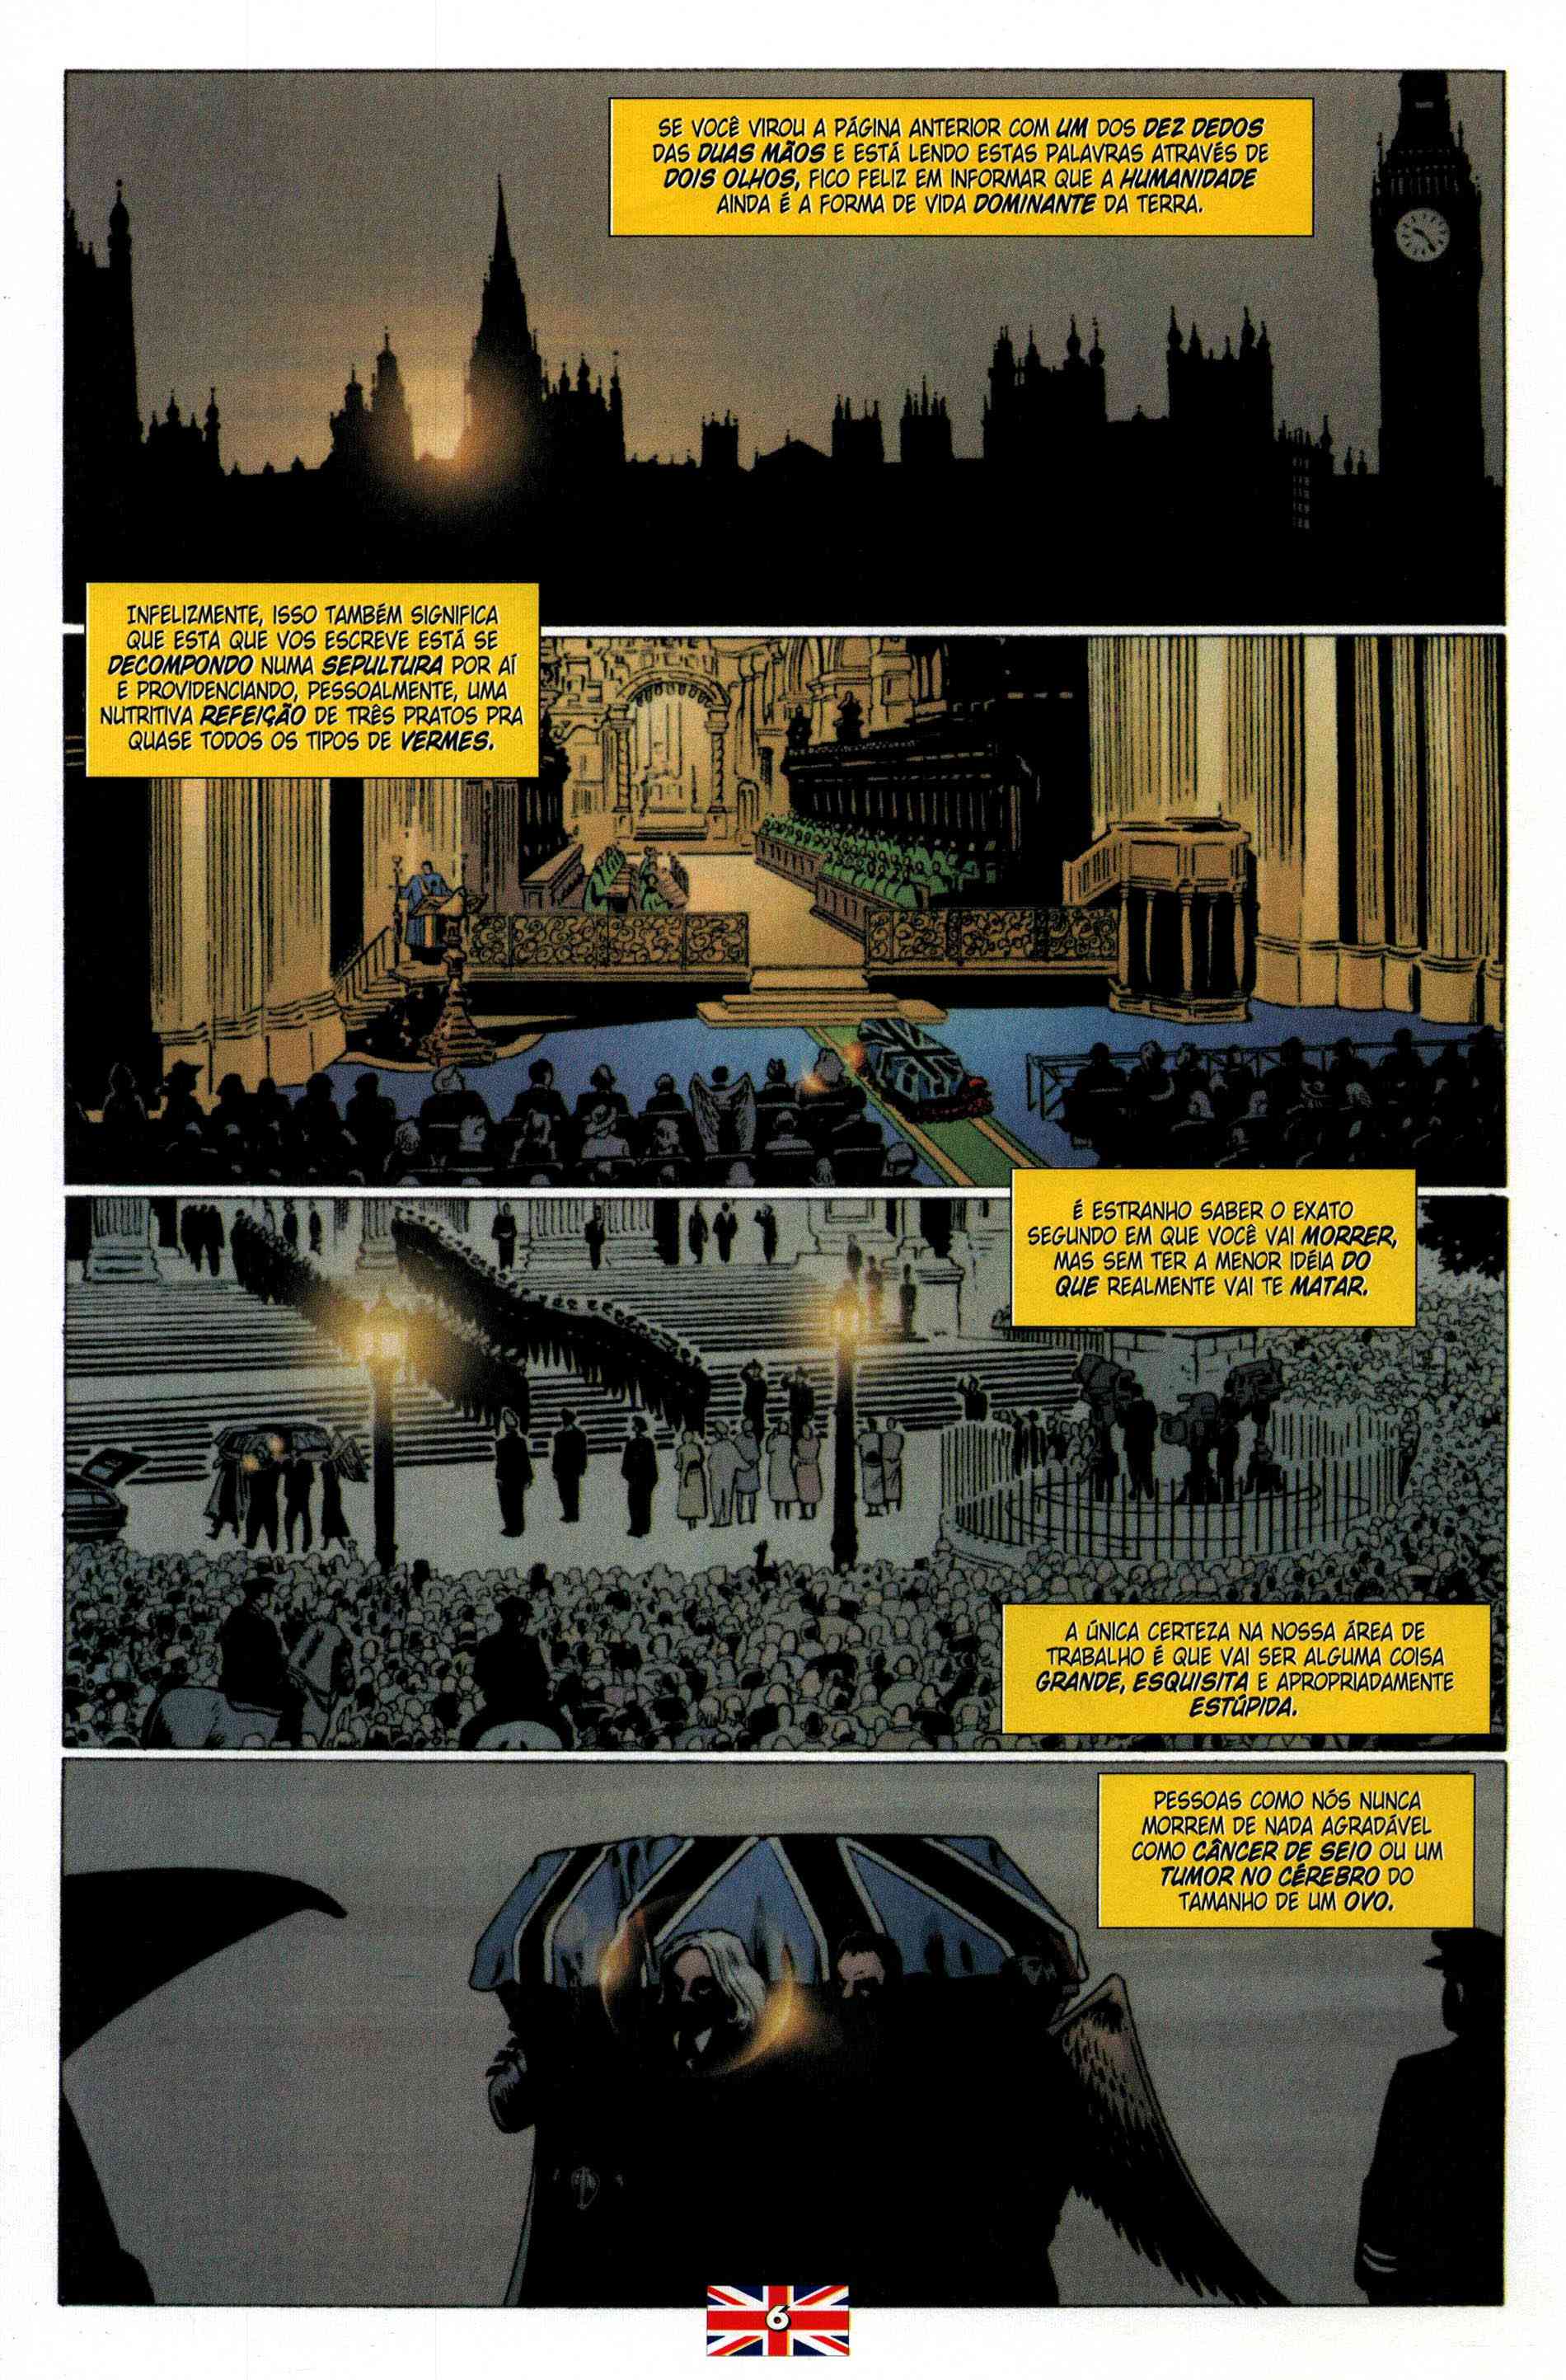 SE VOCÊ VIROU A PÁGINA ANTERIOR COM UM DOS DEZ DEDOS
DAS DUAS MÃOS E ESTÁ LENDO ESTAS PALAVRAS ATRAVÉS DE
DOIS OLHOS, FICO FELIZ EM INFORMAR QUE A HUMANIDADE
AINDA É A FORMA DE VIDA DOMINANTE DA TERRA.
INFELIZMENTE, ISSO TAMBÉM SIGNIFICA
QUE ESTA QUE VOS ESCREVE ESTÁ SE
DECOMPONDO NUMA SEPULTURA POR AÍ
E PROVIDENCIANDO, PESSOALMENTE, UMA
NUTRITIVA REFEIÇÃO DE TRÊS PRATOS PRA
QUASE TODOS OS TIPOS DE VERMES.
É ESTRANHO SABER O EXATO
SEGUNDO EM QUE VOCÊ VAI MORRER,
MAS SEM TER A MENOR IDÉIA DO
QUE REALMENTE VAI TE MATAR.
A ÚNICA CERTEZA NA NOSSA ÁREA DE
TRABALHO É QUE VAI SER ALGUMA COISA
GRANDE, ESQUISITA E APROPRIADAMENTE
ESTÚPIDA.
PESSOAS COMO NÓS NUNCA
MORREM DE NADA AGRADÁVEL
COMO CÂNCER DE SEIO OU UM
TUMOR NO CÉREBRO DO
TAMANHO DE UM OVO.
6